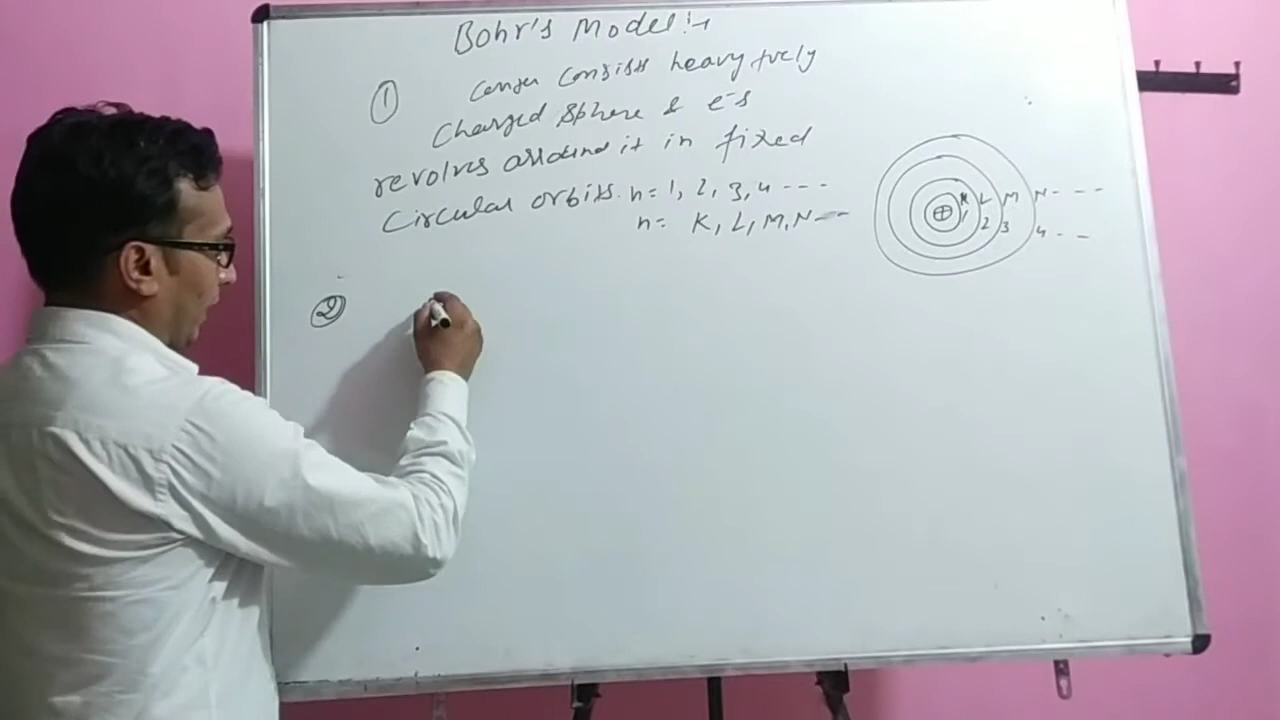 Bohr's Model:-
① Center Consists heavy +vely
Charged Sphere & e⁻s
revolves around it in fixed
Circular orbits. n= 1, 2, 3, 4 - - -
n= K, L, M, N - -
K L M N - - - -
1 2 3 4 - - -
②